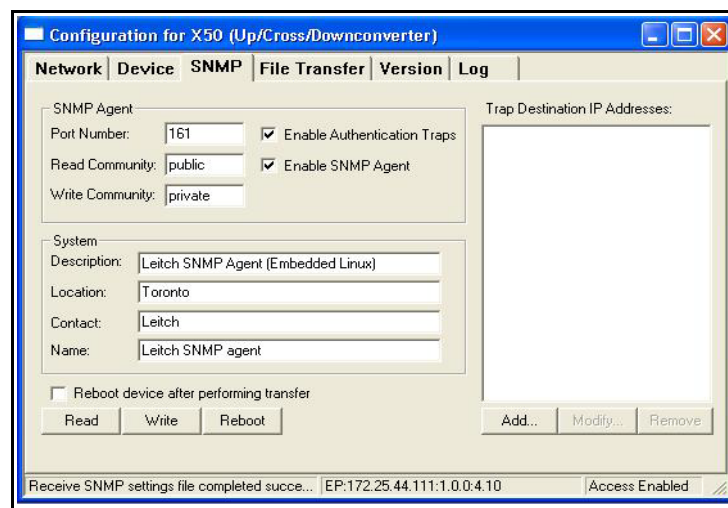 Configuration for X50 (Up/Cross/Downconverter)
Network Device SNMP File Transfer Version Log
SNMP Agent
Port Number: 161
Enable Authentication Traps
Read Community: public
Enable SNMP Agent
Write Community: private
System
Description: Leitch SNMP Agent (Embedded Linux)
Location: Toronto
Contact: Leitch
Name: Leitch SNMP agent
Reboot device after performing transfer
Read Write Reboot
Trap Destination IP Addresses:
Add... Modify... Remove
Receive SNMP settings file completed succe... EP:172.25.44.111:1.0.0:4.10 Access Enabled